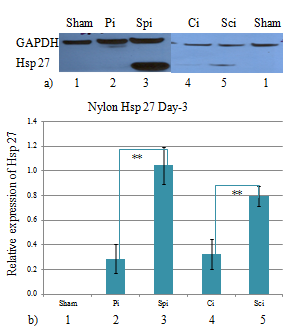 Sham Pi Spi Ci Sci Sham
GAPDH
Hsp 27
a) 1 2 3 4 5 1
Nylon Hsp 27 Day-3
Relative expression of Hsp 27
1.4
1.2
1.0
0.8
0.6
0.4
0.2
0.0
**
**
Sham Pi Spi Ci Sci
b) 1 2 3 4 5